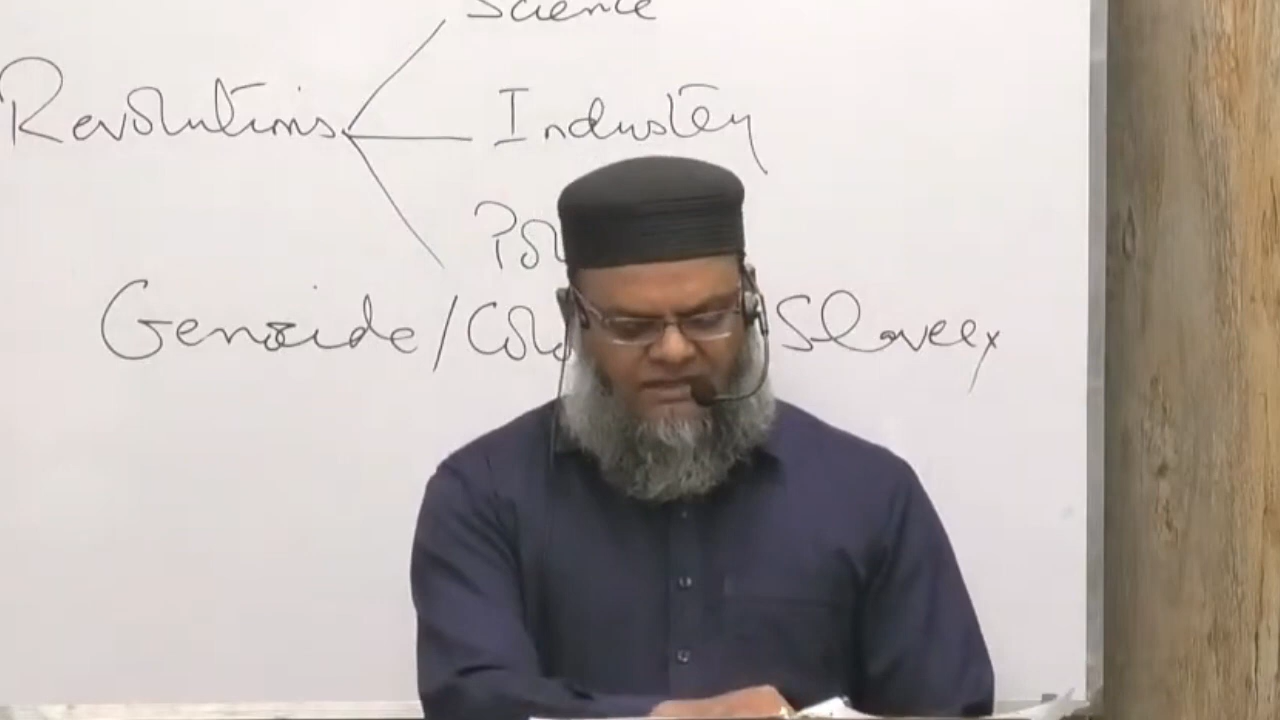 Science
Revolutions
Industry
Genocide / Slavery